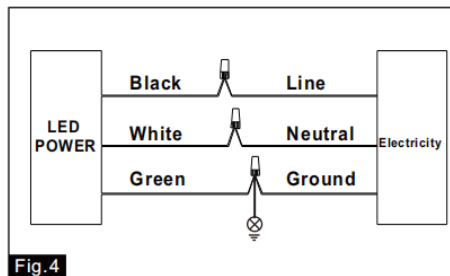 Black Line
LED
POWER
White Neutral
Electricity
Green Ground
Fig.4